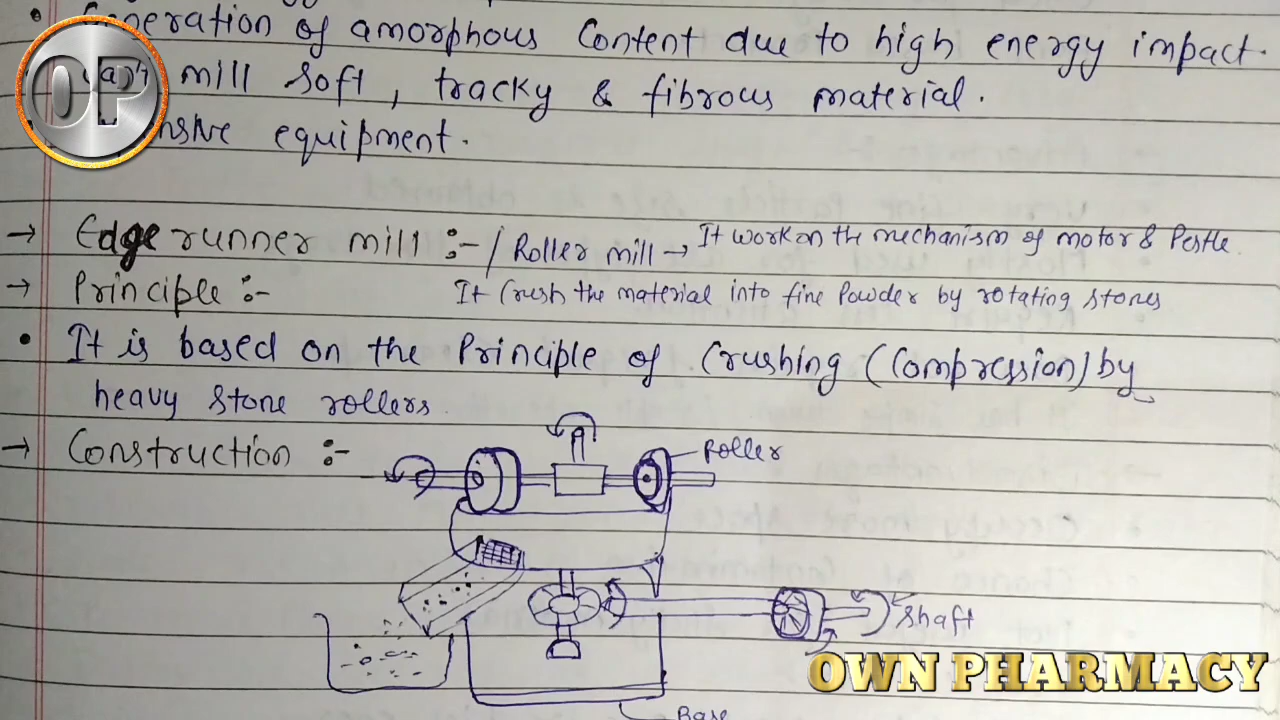 • Generation of amorphous Content due to high energy impact.
mill soft, tracky & fibrous material.
equipment.
→ Edge runner mill :- / Roller mill → It work on the mechanism of motor & Pestle.
→ Principle :- It Crush the material into fine Powder by rotating stones
• It is based on the Principle of Crushing (Compression) by
heavy stone rollers.
→ Construction :-
Roller
shaft
Base
OP
OWN PHARMACY